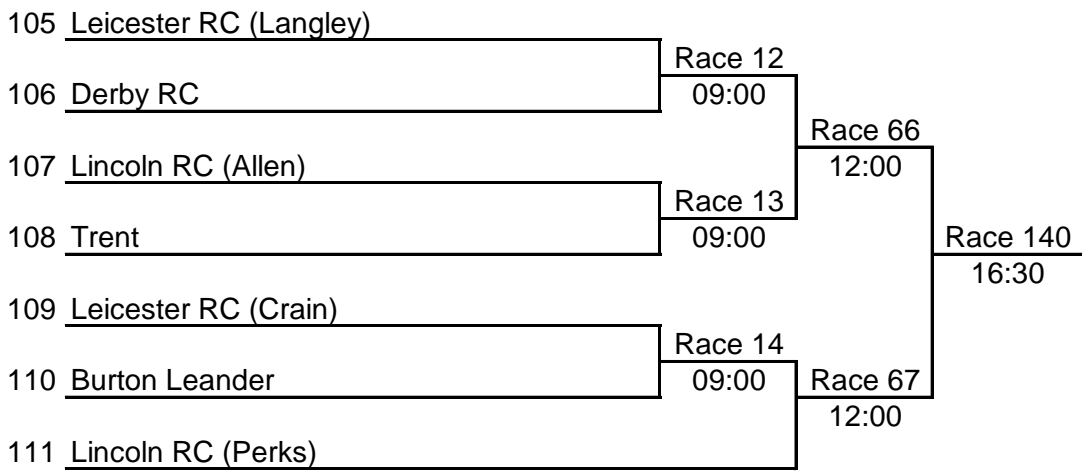 105 Leicester RC (Langley)
Race 12
106 Derby RC
09:00
Race 66
107 Lincoln RC (Allen)
12:00
Race 13
108 Trent
09:00
Race 140
16:30
109 Leicester RC (Crain)
Race 14
110 Burton Leander
09:00
Race 67
12:00
111 Lincoln RC (Perks)